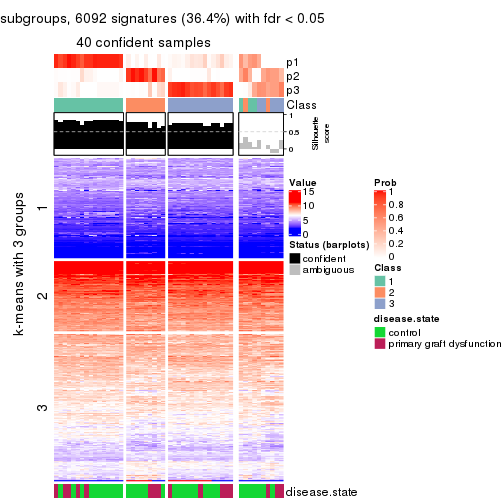 subgroups, 6092 signatures (36.4%) with fdr < 0.05
40 confident samples
p1
p2
p3
Class
1
0.5
0
Silhouette
score
k-means with 3 groups
1
2
3
Value
15
10
5
0
Status (barplots)
confident
ambiguous
Prob
1
0.8
0.6
0.4
0.2
0
Class
1
2
3
disease.state
control
primary graft dysfunction
disease.state